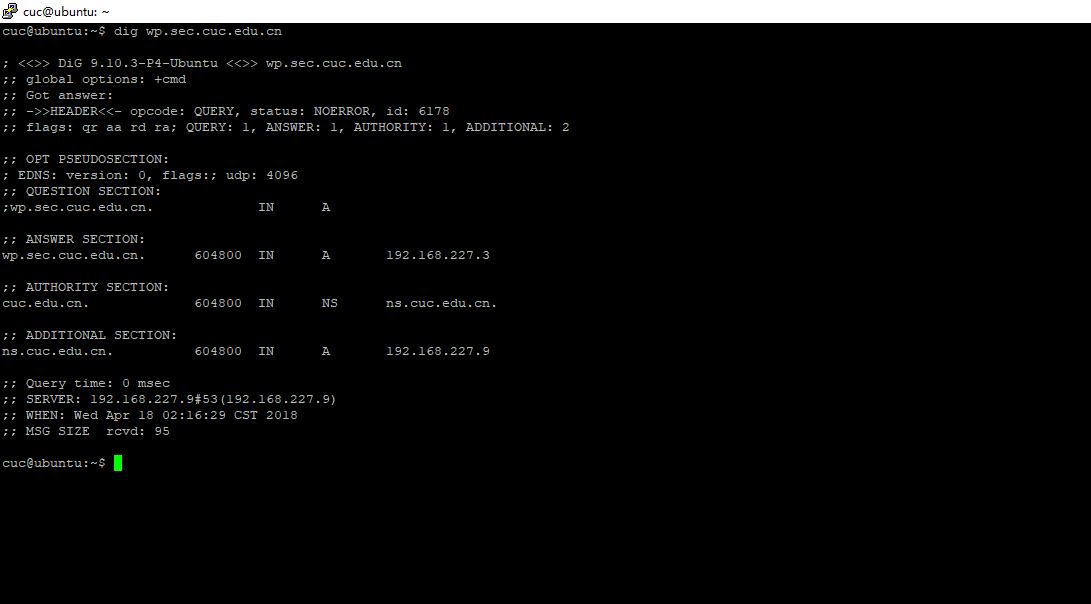 cuc@ubuntu: ~
cuc@ubuntu:~$ dig wp.sec.cuc.edu.cn
; <<>> DiG 9.10.3-P4-Ubuntu <<>> wp.sec.cuc.edu.cn
;; global options: +cmd
;; Got answer:
;; ->>HEADER<<- opcode: QUERY, status: NOERROR, id: 6178
;; flags: qr aa rd ra; QUERY: 1, ANSWER: 1, AUTHORITY: 1, ADDITIONAL: 2
;; OPT PSEUDOSECTION:
; EDNS: version: 0, flags:; udp: 4096
;; QUESTION SECTION:
;wp.sec.cuc.edu.cn. IN A
;; ANSWER SECTION:
wp.sec.cuc.edu.cn. 604800 IN A 192.168.227.3
;; AUTHORITY SECTION:
cuc.edu.cn. 604800 IN NS ns.cuc.edu.cn.
;; ADDITIONAL SECTION:
ns.cuc.edu.cn. 604800 IN A 192.168.227.9
;; Query time: 0 msec
;; SERVER: 192.168.227.9#53(192.168.227.9)
;; WHEN: Wed Apr 18 02:16:29 CST 2018
;; MSG SIZE  rcvd: 95
cuc@ubuntu:~$